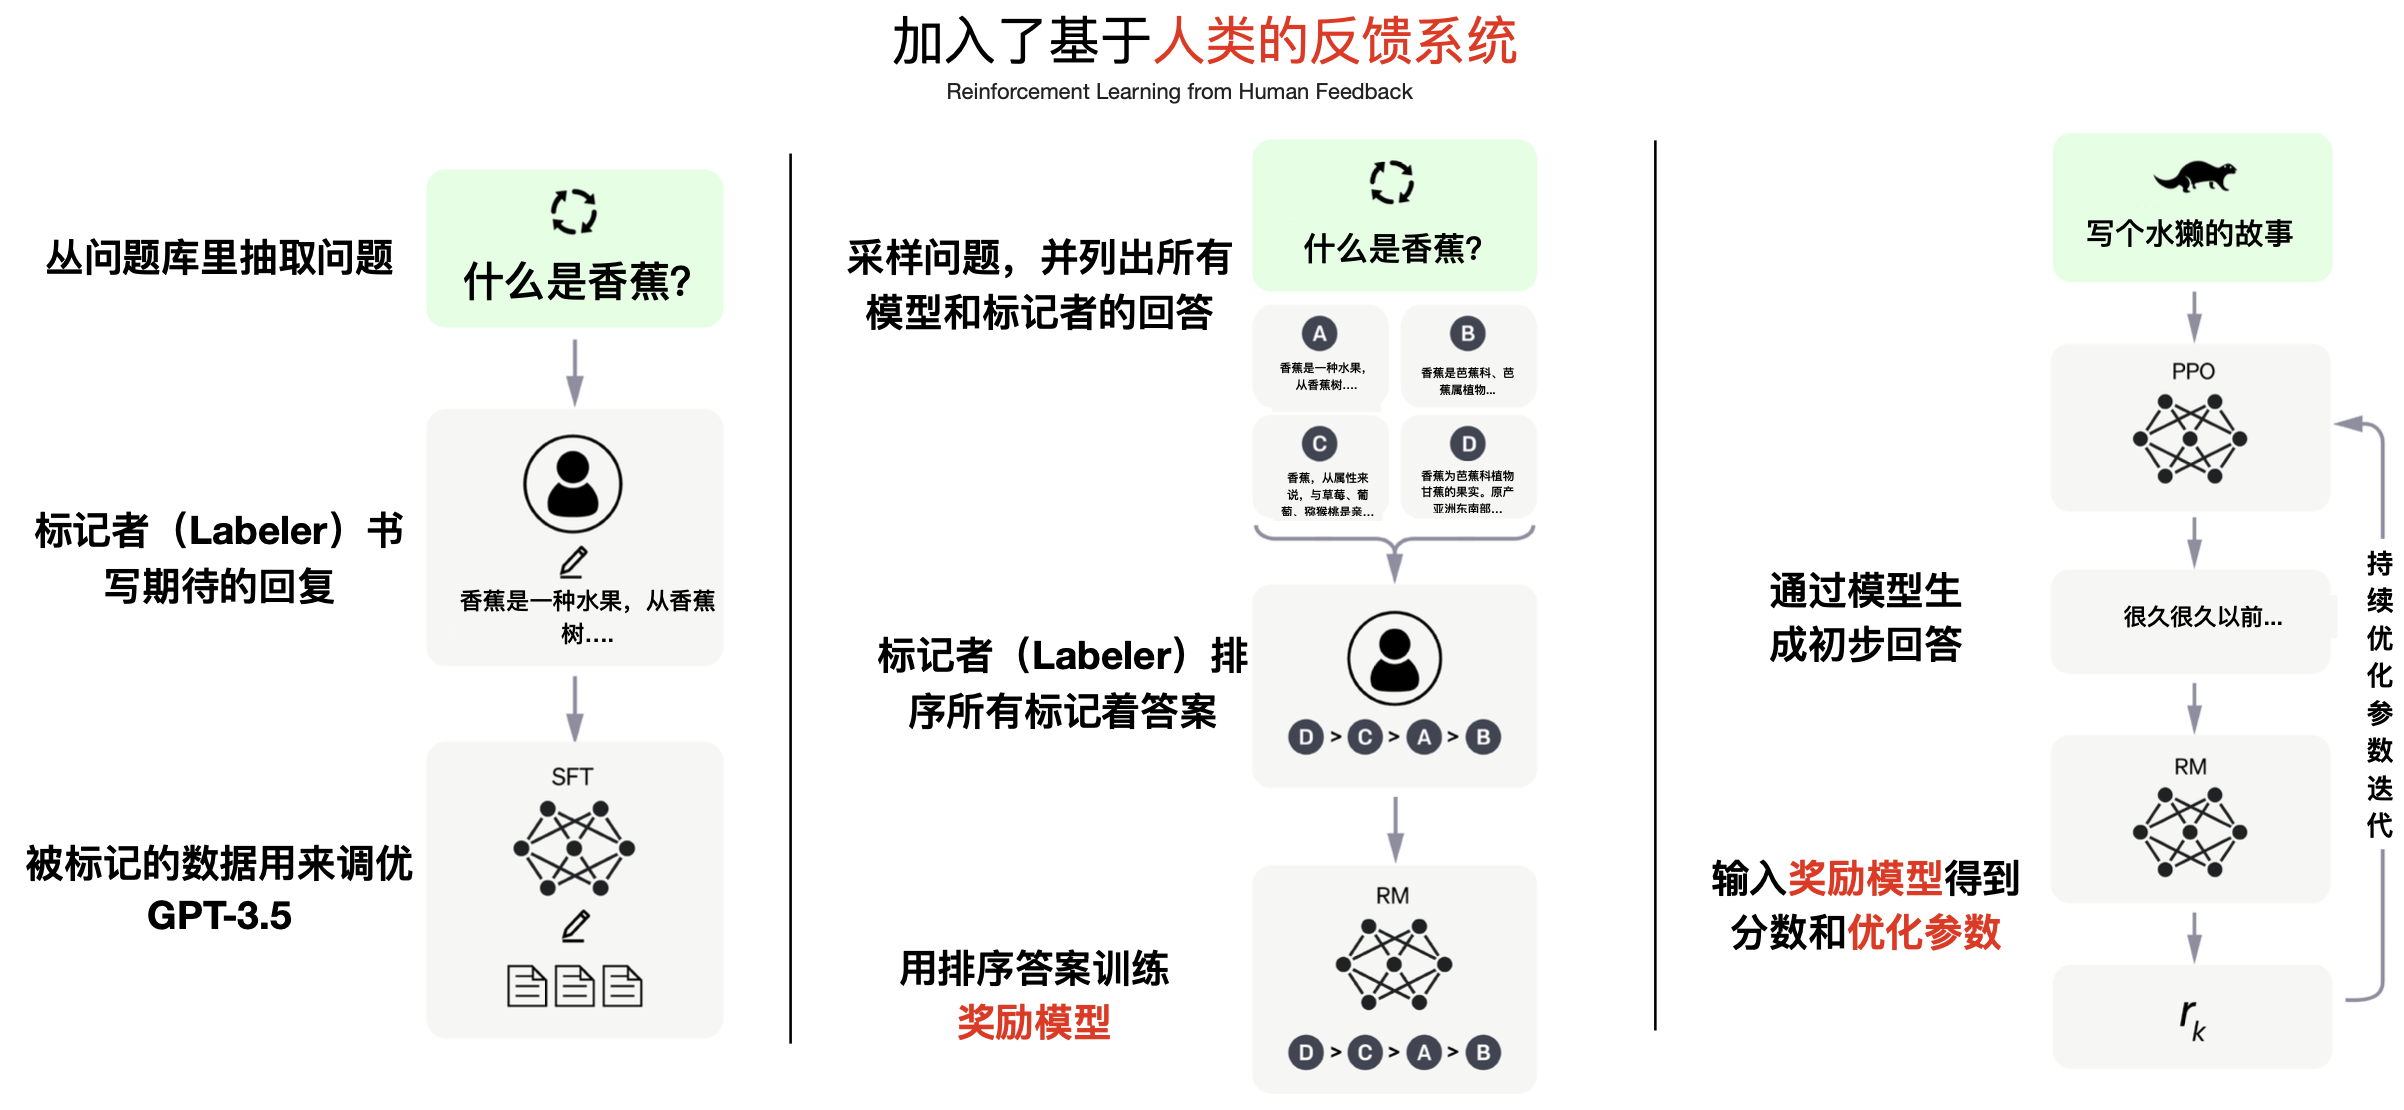 加入了基于人类的反馈系统
Reinforcement Learning from Human Feedback
丛问题库里抽取问题
什么是香蕉?
标记者（Labeler）书
写期待的回复
香蕉是一种水果，从香蕉
树....
被标记的数据用来调优
GPT-3.5
SFT
采样问题，并列出所有
模型和标记者的回答
什么是香蕉?
A
香蕉是一种水果，
从香蕉树....
B
香蕉是芭蕉科、芭
蕉属植物...
C
香蕉，从属性来
说，与草莓、葡
萄、猕猴桃是亲...
D
香蕉为芭蕉科植物
甘蕉的果实。原产
亚洲东南部...
标记者（Labeler）排
序所有标记着答案
D > C > A > B
用排序答案训练
奖励模型
RM
D > C > A > B
写个水獭的故事
PPO
通过模型生
成初步回答
很久很久以前...
RM
输入奖励模型得到
分数和优化参数
rk
持续优化参数迭代